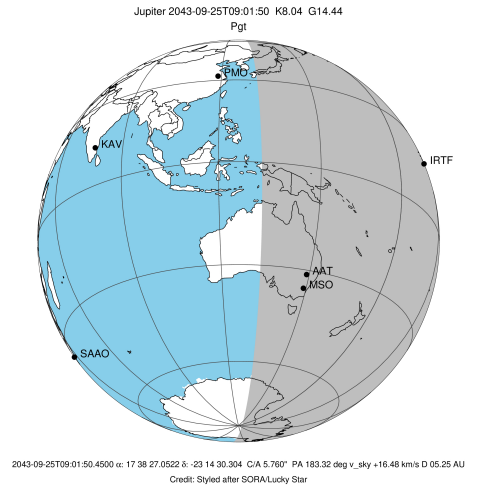 Jupiter 2043-09-25T09:01:50 K8.04 G14.44
Pgt
PMO
KAV
IRTF
AAT
MSO
SAAO
2043-09-25T09:01:50.4500 α: 17 38 27.0522 δ: -23 14 30.304 C/A 5.760" PA 183.32 deg v_sky +16.48 km/s D 05.25 AU
Credit: Styled after SORA/Lucky Star